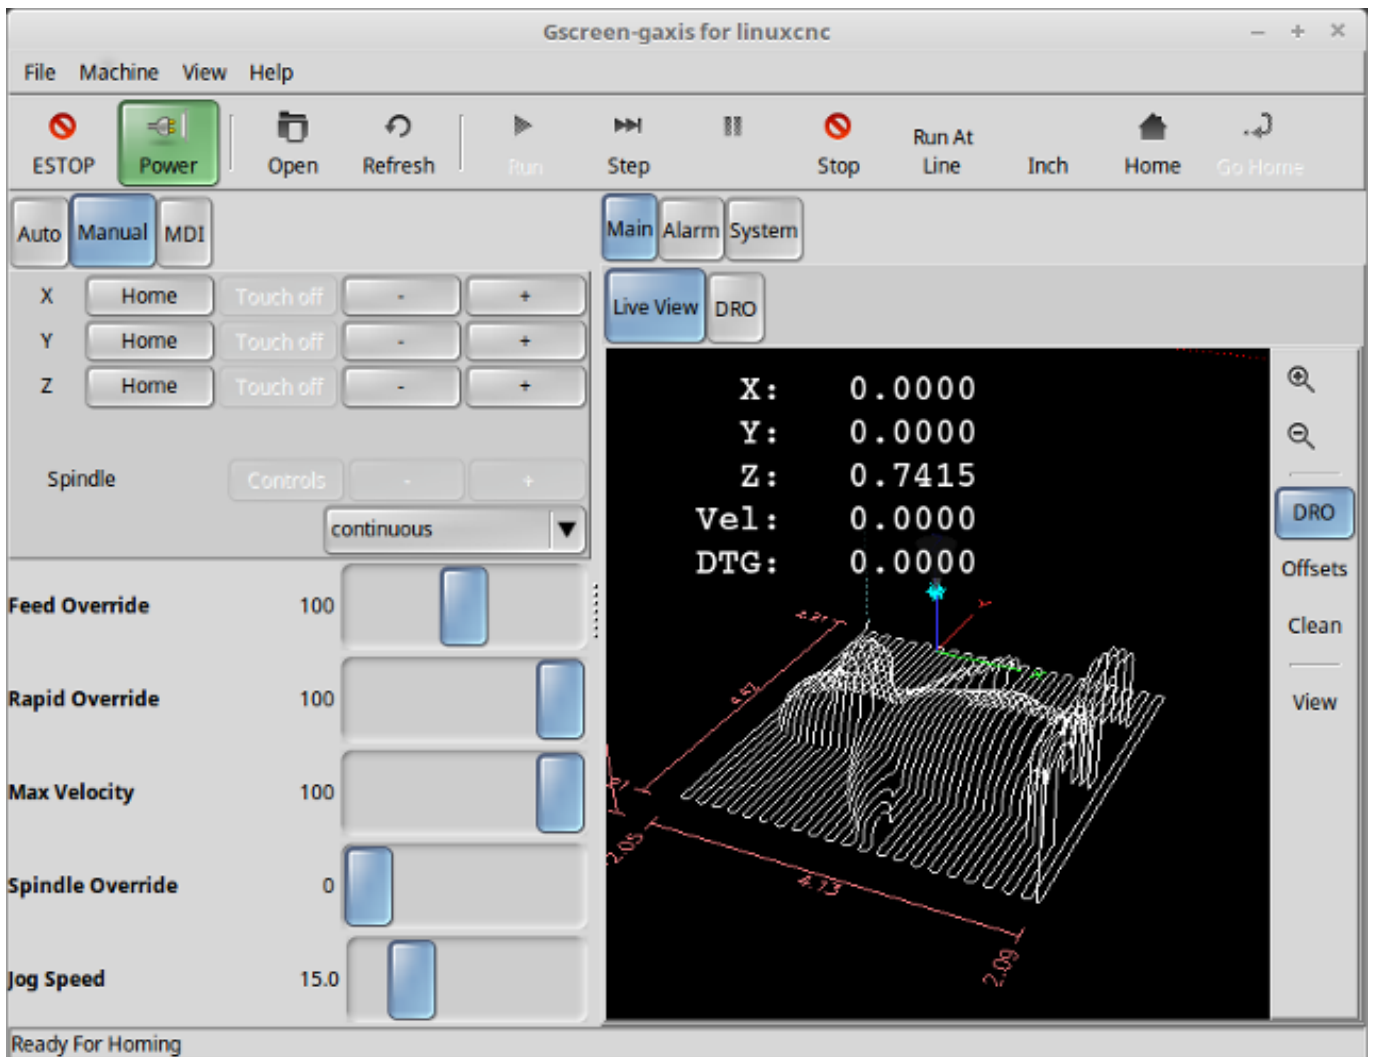 Gscreen-gaxis for linuxcnc
File Machine View Help
ESTOP Power Open Refresh Run Step Stop Run At Line Inch Home Go Home
Auto Manual MDI
Main Alarm System
X Home Touch off - +
Y Home Touch off - +
Z Home Touch off - +
Spindle Controls - +
continuous
Feed Override 100
Rapid Override 100
Max Velocity 100
Spindle Override 0
Jog Speed 15.0
Live View DRO
X: 0.0000
Y: 0.0000
Z: 0.7415
Vel: 0.0000
DTG: 0.0000
4.73
2.09
DRO
Offsets
Clean
View
Ready For Homing